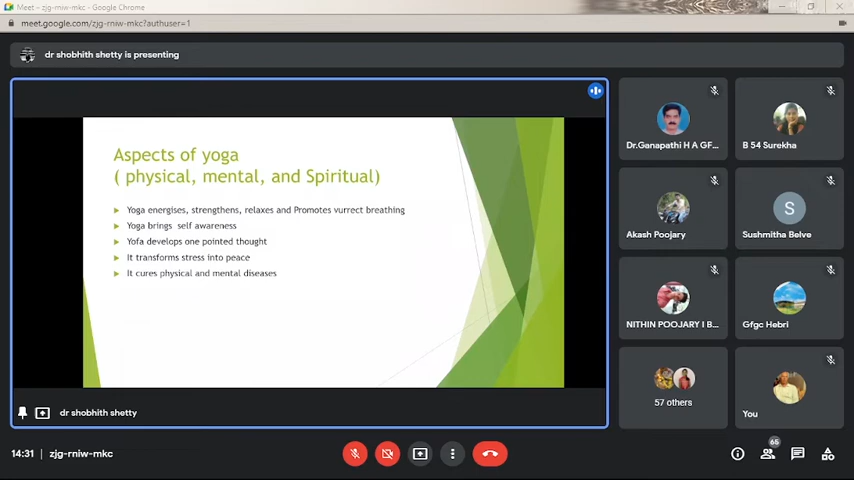 Meet – zjg-rniw-mkc - Google Chrome
meet.google.com/zjg-rniw-mkc?authuser=1
dr shobhith shetty is presenting
Aspects of yoga
( physical, mental, and Spiritual)
Yoga energises, strengthens, relaxes and Promotes vurrect breathing
Yoga brings self awareness
Yofa develops one pointed thought
It transforms stress into peace
It cures physical and mental diseases
dr shobhith shetty
Dr.Ganapathi H A GF...
B 54 Surekha
Akash Poojary
S
Sushmitha Belve
NITHIN POOJARY I B...
Gfgc Hebri
57 others
You
14:31
zjg-rniw-mkc
65